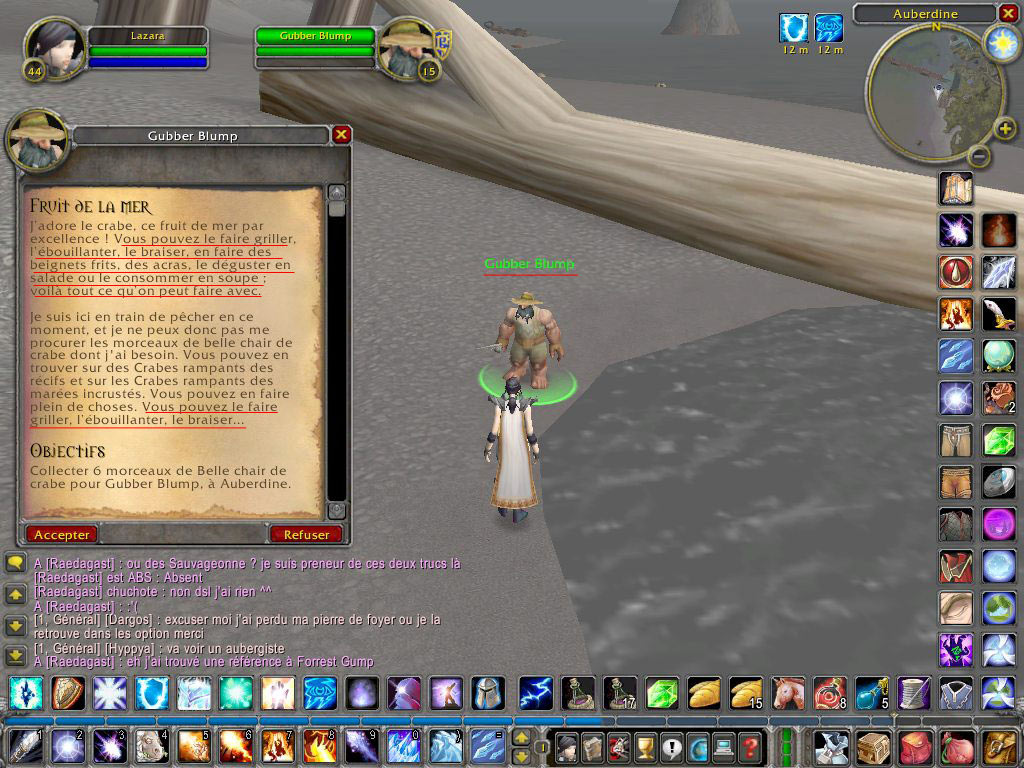 Lazara
44
Gubber Blump
15
12 m
12 m
Auberdine
N
Gubber Blump
Fruit de la mer
J'adore le crabe, ce fruit de mer par
excellence ! Vous pouvez le faire griller,
l'ébouillanter, le braiser, en faire des
beignets frits, des acras, le déguster en
salade ou le consommer en soupe ;
voilà tout ce qu'on peut faire avec.
Je suis ici en train de pêcher en ce
moment, et je ne peux donc pas me
procurer les morceaux de belle chair de
crabe dont j'ai besoin. Vous pouvez en
trouver sur des Crabes rampants des
récifs et sur les Crabes rampants des
marées incrustés. Vous pouvez en faire
plein de choses. Vous pouvez le faire
griller, l'ébouillanter, le braiser...
Objectifs
Collecter 6 morceaux de Belle chair de
crabe pour Gubber Blump, à Auberdine.
Accepter
Refuser
Gubber Blump
2
A [Raedagast] : ou des Sauvageonne ? je suis preneur de ces deux trucs là
[Raedagast] est ABS : Absent
[Raedagast] chuchote : non dsl j'ai rien ^^
A [Raedagast] : :'(
[1, Général] [Dargos] : excuser moi j'ai perdu ma pierre de foyer ou je la
retrouve dans les option merci
[1, Général] [Hyppya] : va voir un aubergiste
A [Raedagast] : eh j'ai trouvé une référence à Forrest Gump
17
15
8
5
1
2
3
4
5
6
7
8
9
0
)
=
1